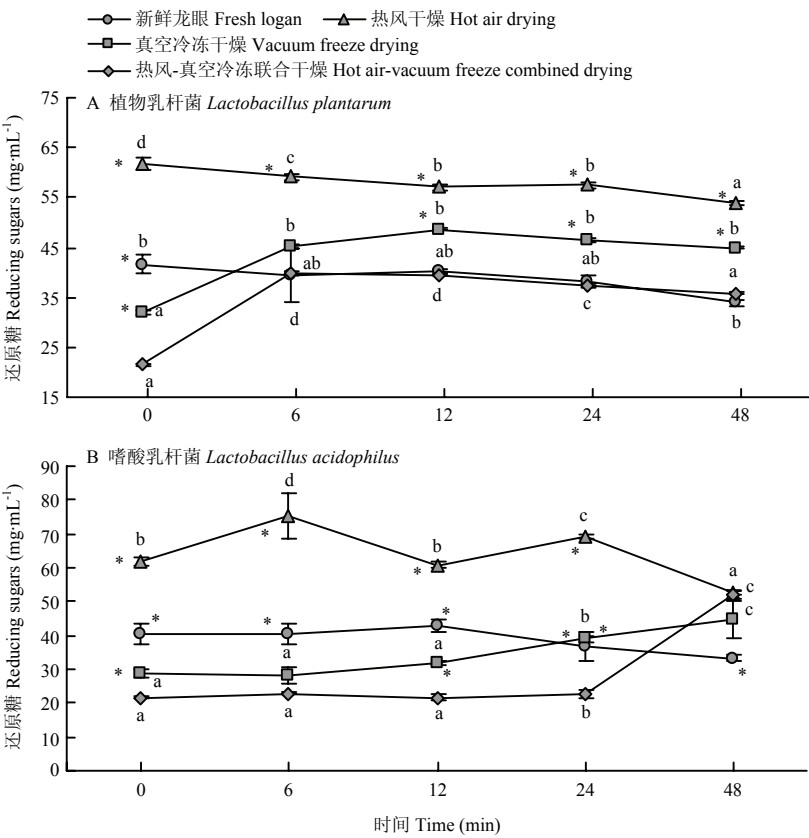 新鲜龙眼 Fresh logan 热风干燥 Hot air drying
真空冷冻干燥 Vacuum freeze drying
热风-真空冷冻联合干燥 Hot air-vacuum freeze combined drying
A 植物乳杆菌 Lactobacillus plantarum
还原糖 Reducing sugars (mg·mL⁻¹)
75
65
55
45
35
25
15
* d
* c
* b
* b
* a
* b
b
* b
* b
* b
* a
ab
ab
ab
a
a
d
d
c
b
0 6 12 24 48
B 嗜酸乳杆菌 Lactobacillus acidophilus
还原糖 Reducing sugars (mg·mL⁻¹)
90
80
70
60
50
40
30
20
10
0
* b
* d
* b
* c
a
c
c
*
*
*
* b *
*
* a
a
a
*
a
a
a
b
0 6 12 24 48
时间 Time (min)